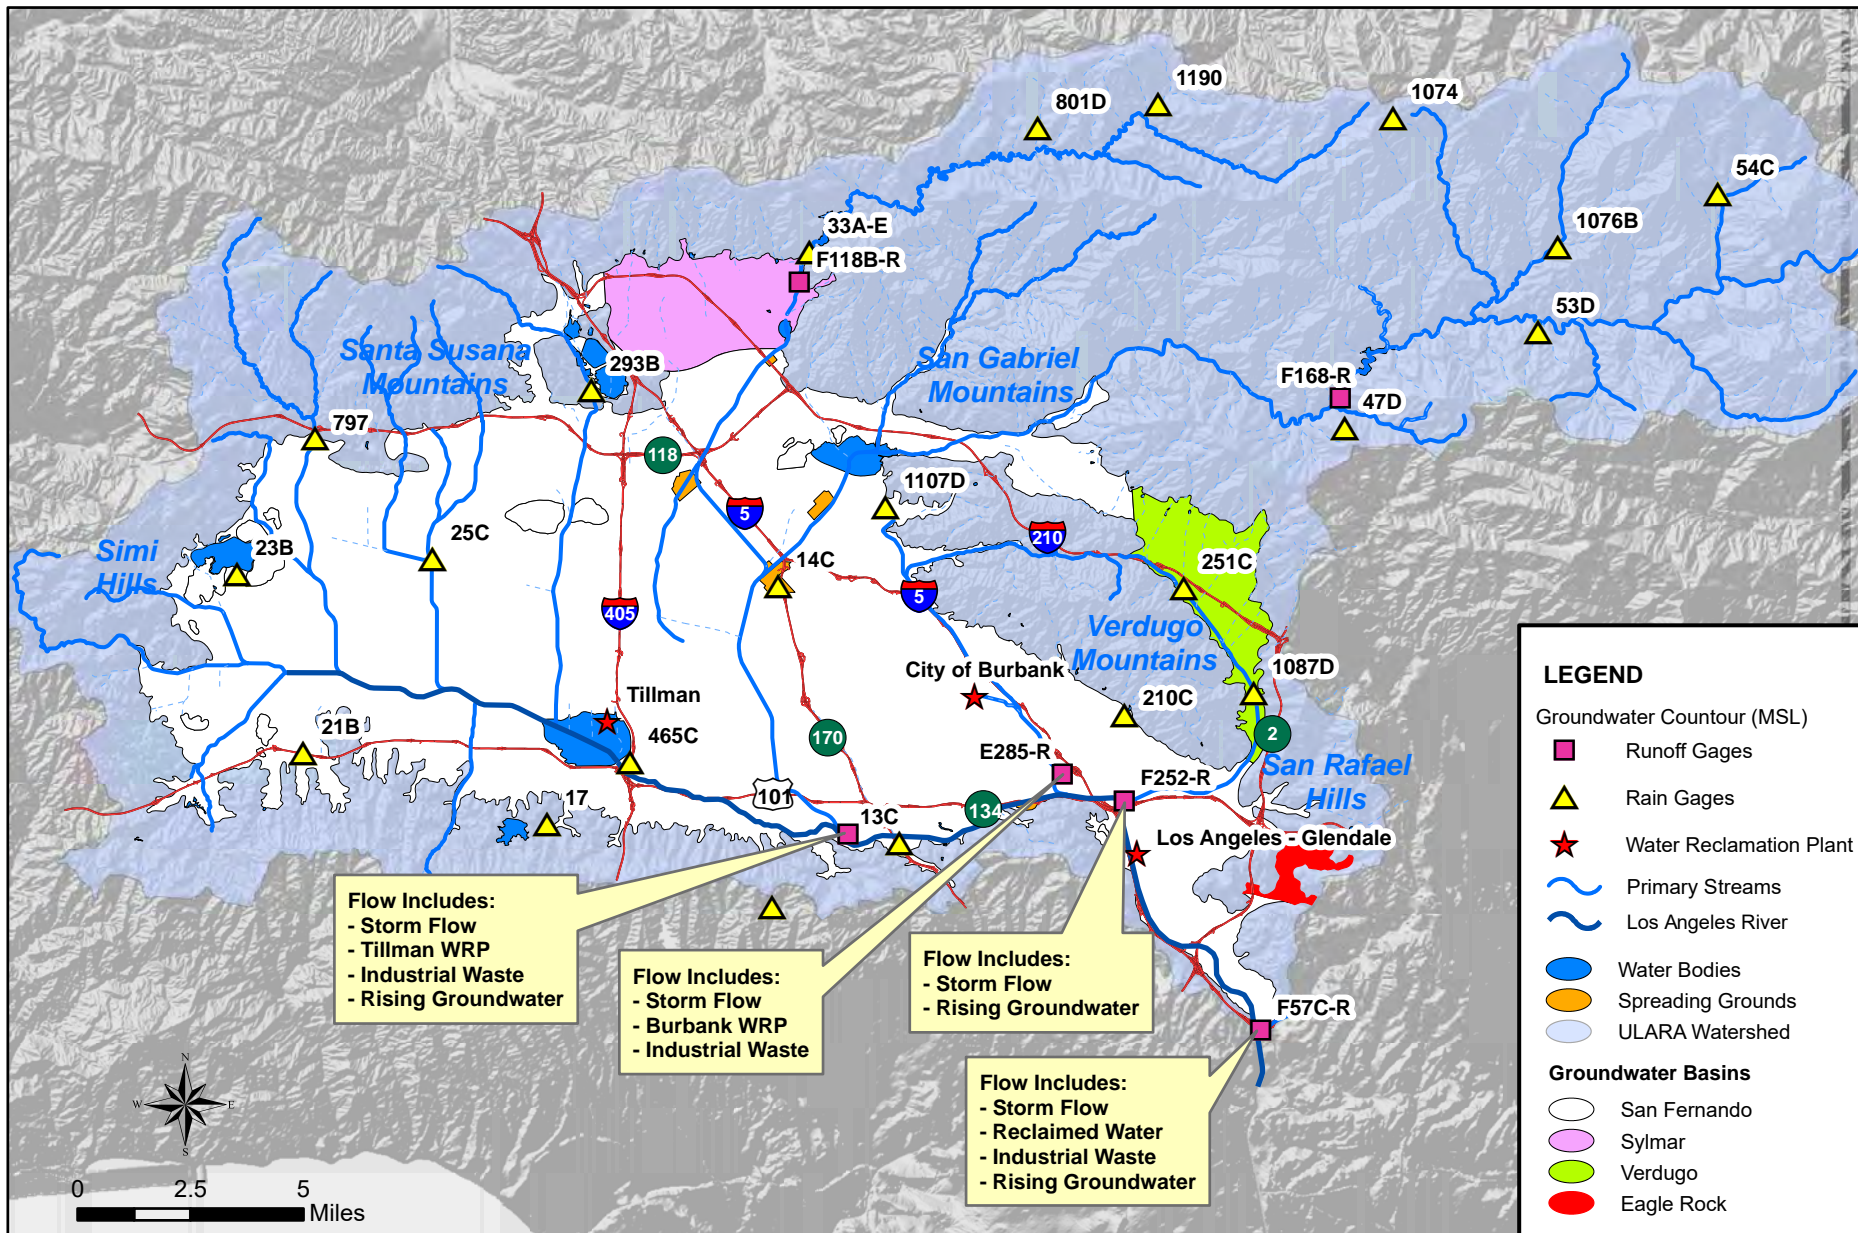 1190
801D
1074
54C
1076B
33A-E
F118B-R
53D
Santa Susana
Mountains
293B
San Gabriel
Mountains
F168-R
47D
797
118
1107D
5
210
25C
Simi
Hills
23B
14C
251C
5
405
Verdugo
Mountains
1087D
City of Burbank
Tillman
210C
21B
465C
170
2
E285-R
F252-R
San Rafael
Hills
101
134
17
13C
Los Angeles - Glendale
F57C-R
Flow Includes:
- Storm Flow
- Tillman WRP
- Industrial Waste
- Rising Groundwater
Flow Includes:
- Storm Flow
- Burbank WRP
- Industrial Waste
Flow Includes:
- Storm Flow
- Rising Groundwater
Flow Includes:
- Storm Flow
- Reclaimed Water
- Industrial Waste
- Rising Groundwater
N
W E
S
0 2.5 5
Miles
LEGEND
Groundwater Countour (MSL)
Runoff Gages
Rain Gages
Water Reclamation Plant
Primary Streams
Los Angeles River
Water Bodies
Spreading Grounds
ULARA Watershed
Groundwater Basins
San Fernando
Sylmar
Verdugo
Eagle Rock